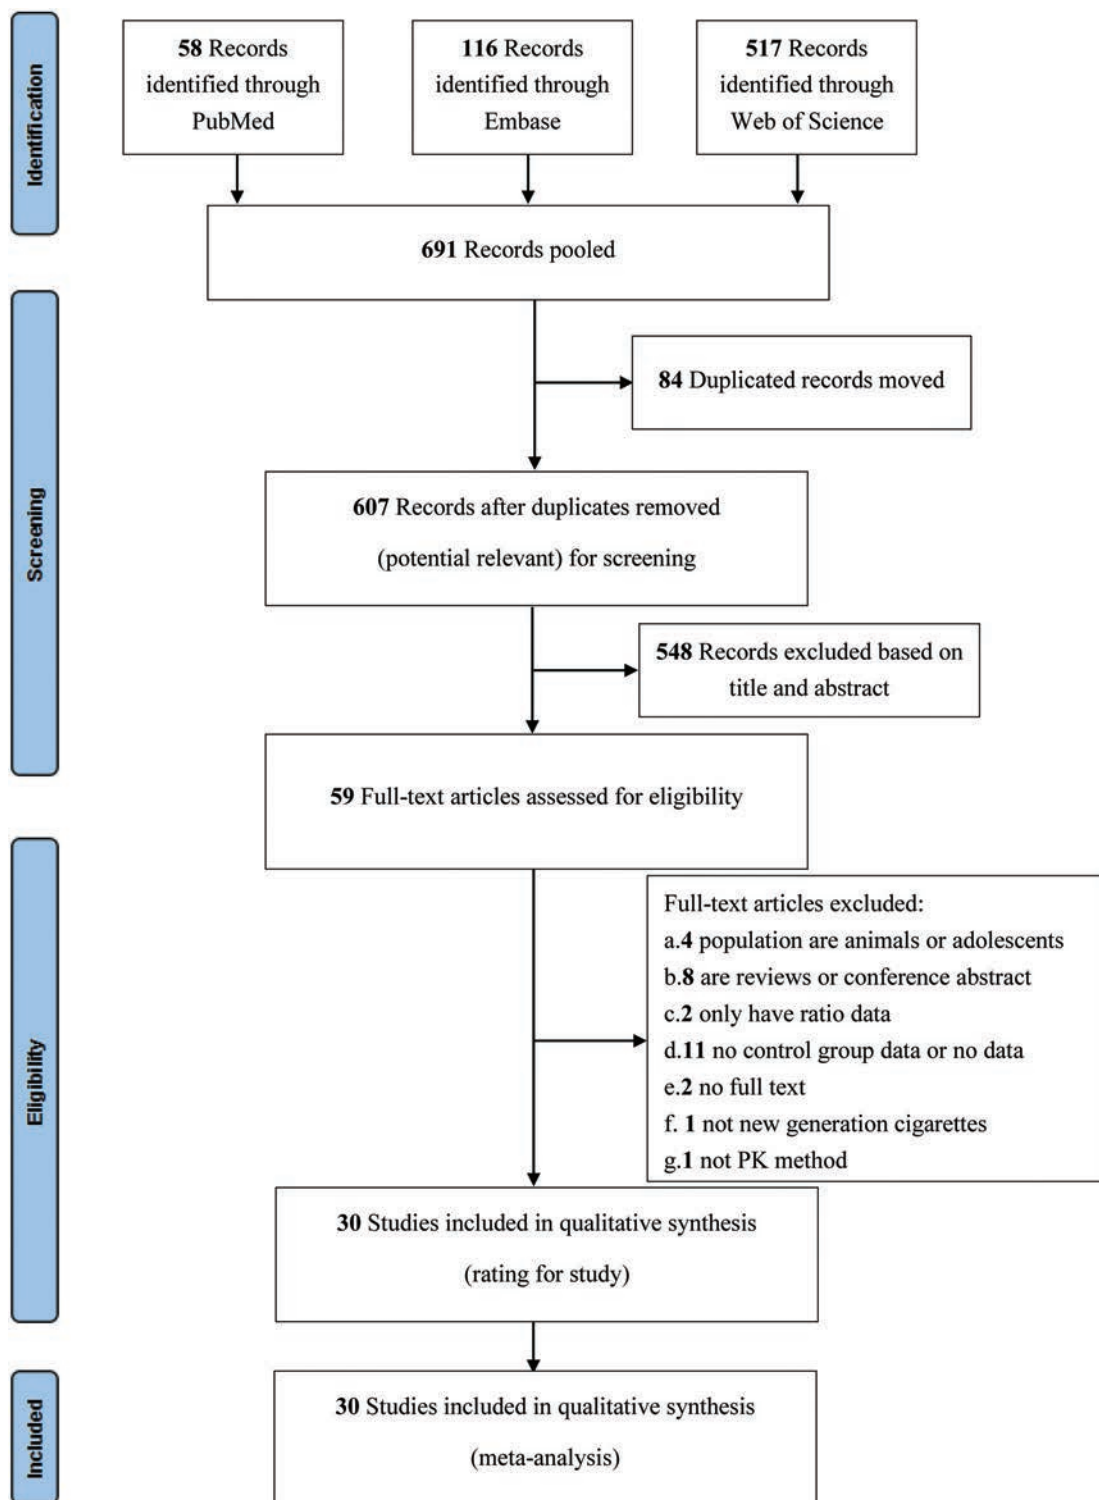 Identification
58 Records
identified through
PubMed
116 Records
identified through
Embase
517 Records
identified through
Web of Science
691 Records pooled
Screening
84 Duplicated records moved
607 Records after duplicates removed
(potential relevant) for screening
548 Records excluded based on
title and abstract
59 Full-text articles assessed for eligibility
Eligibility
Full-text articles excluded:
a.4 population are animals or adolescents
b.8 are reviews or conference abstract
c.2 only have ratio data
d.11 no control group data or no data
e.2 no full text
f. 1 not new generation cigarettes
g.1 not PK method
30 Studies included in qualitative synthesis
(rating for study)
Included
30 Studies included in qualitative synthesis
(meta-analysis)